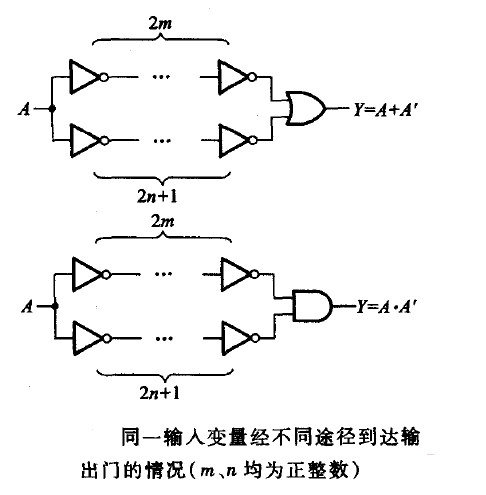 2m
A
Y=A+A′
2n+1
2m
A
Y=A·A′
2n+1
同一输入变量经不同途径到达输
出门的情况(m、n均为正整数)